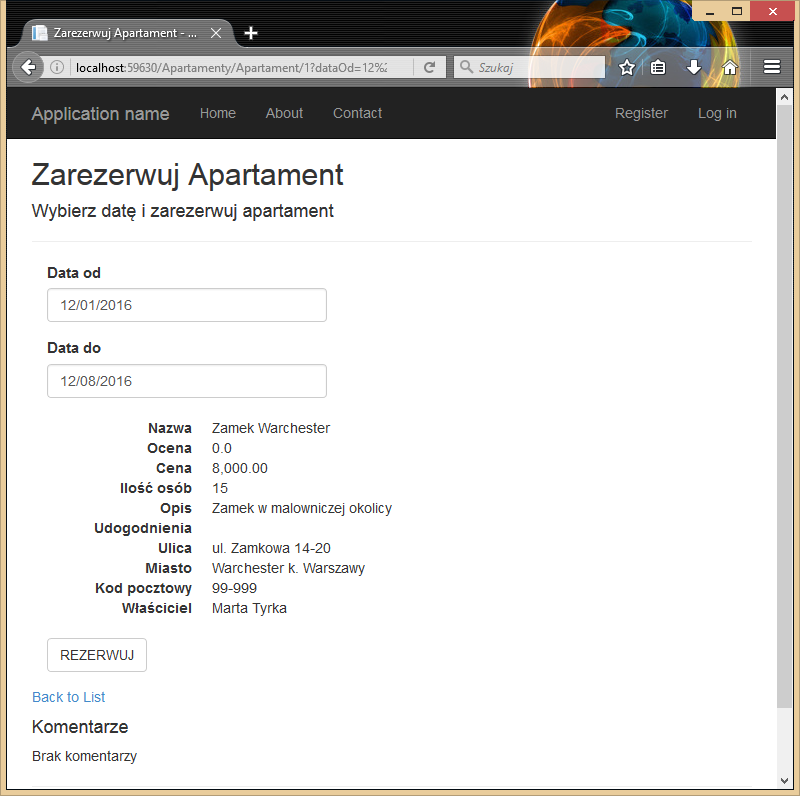 Zarezerwuj Apartament - ...
localhost:59630/Apartamenty/Apartament/1?dataOd=12%2
Szukaj
Application name Home About Contact Register Log in
Zarezerwuj Apartament
Wybierz datę i zarezerwuj apartament
Data od
12/01/2016
Data do
12/08/2016
Nazwa Zamek Warchester
Ocena 0.0
Cena 8,000.00
Ilość osób 15
Opis Zamek w malowniczej okolicy
Udogodnienia
Ulica ul. Zamkowa 14-20
Miasto Warchester k. Warszawy
Kod pocztowy 99-999
Właściciel Marta Tyrka
REZERWUJ
Back to List
Komentarze
Brak komentarzy